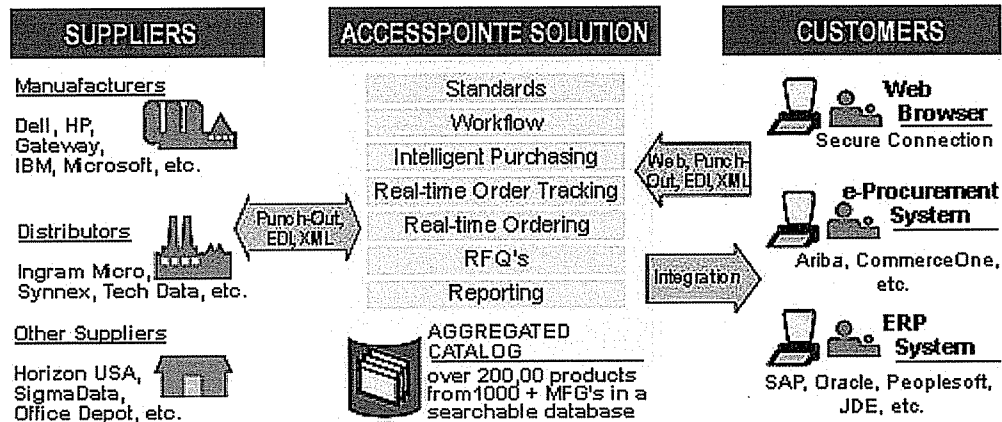 SUPPLIERS
Manuafacturers
Dell, HP,
Gateway,
IBM, Microsoft, etc.
Distributors
Ingram Micro,
Synnex, Tech Data, etc.
Other Suppliers
Horizon USA,
SigmaData,
Office Depot, etc.
Punch-Out,
EDI, XML
ACCESSPOINTE SOLUTION
Standards
Workflow
Intelligent Purchasing
Real-time Order Tracking
Real-time Ordering
RFQ's
Reporting
AGGREGATED
CATALOG
over 200,00 products
from 1000 + MFG's in a
searchable database
Web, Punch-
Out, EDI, XML
Integration
CUSTOMERS
Web
Browser
Secure Connection
e-Procurement
System
Ariba, CommerceOne,
etc.
ERP
System
SAP, Oracle, Peoplesoft,
JDE, etc.